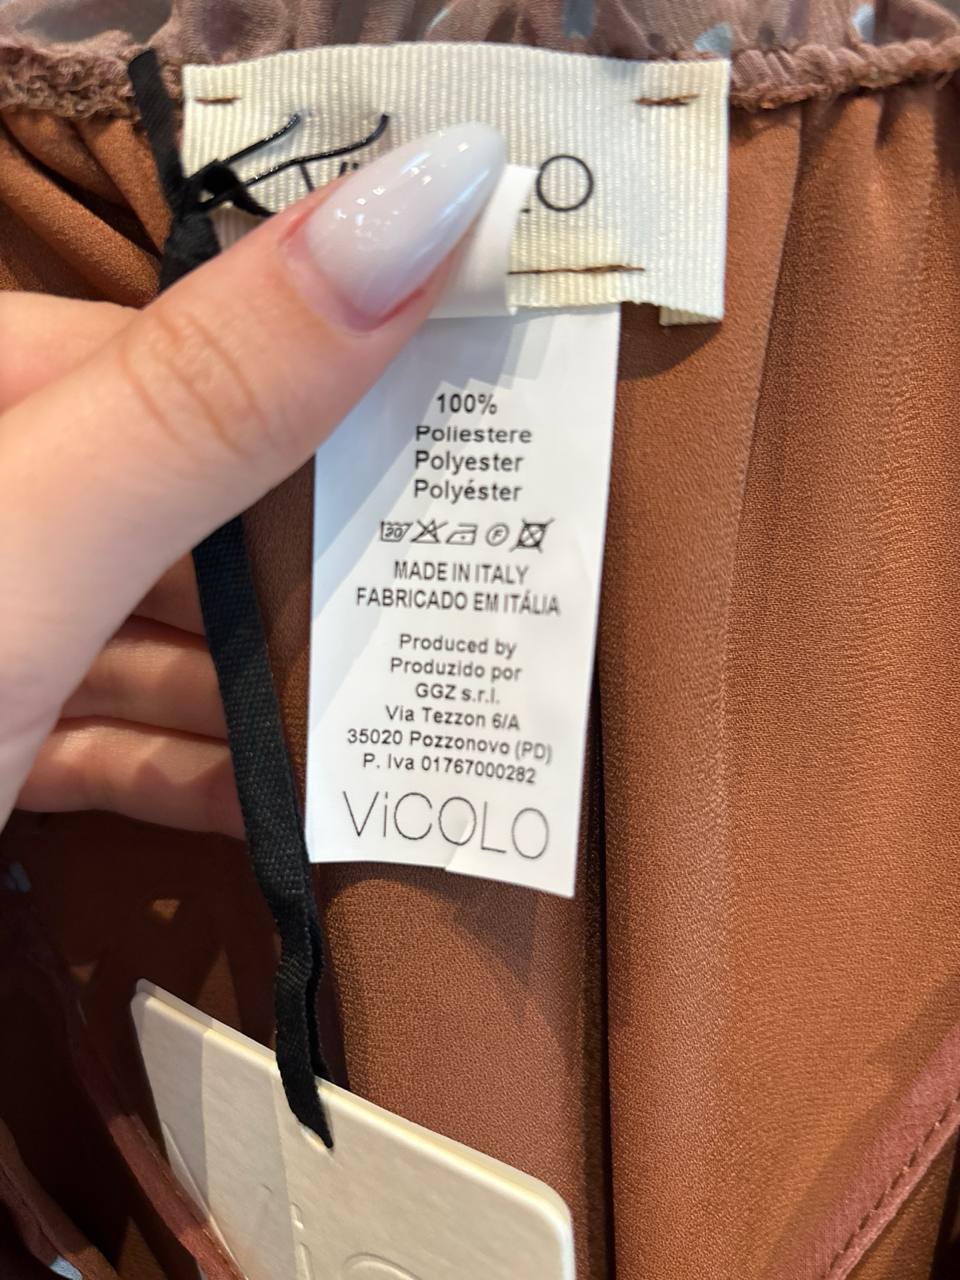 100%
Poliestere
Polyester
Polyéster
30 F
MADE IN ITALY
FABRICADO EM ITÁLIA
Produced by
Produzido por
GGZ s.r.l.
Via Tezzon 6/A
35020 Pozzonovo (PD)
P. Iva 01767000282
ViCOLO